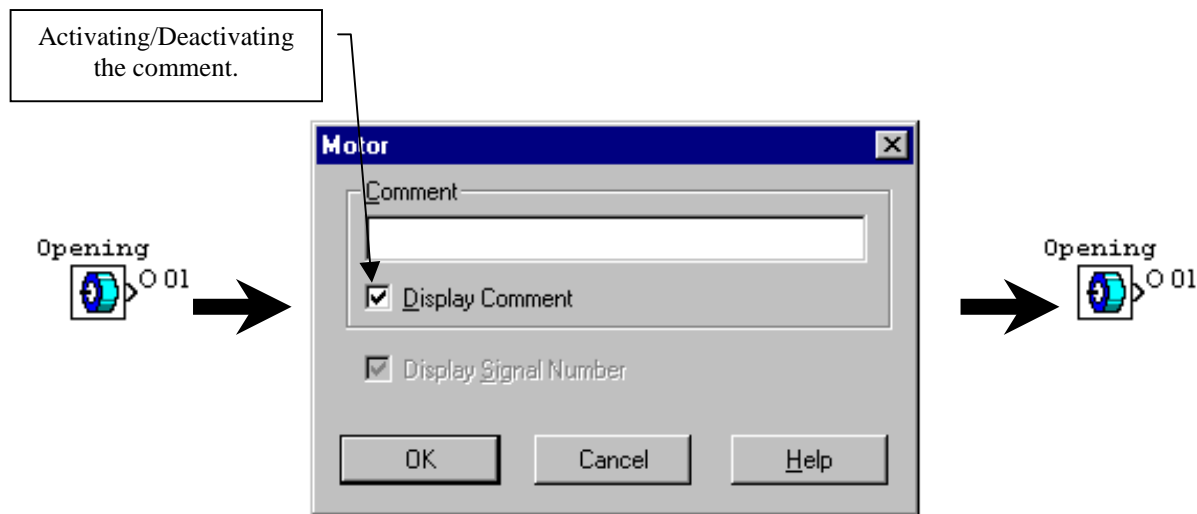 Activating/Deactivating
the comment.
Motor
Comment
Opening
O 01
Display Comment
Display Signal Number
OK
Cancel
Help
Opening
O 01